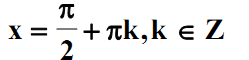 x = π/2 + πk, k ∈ Z